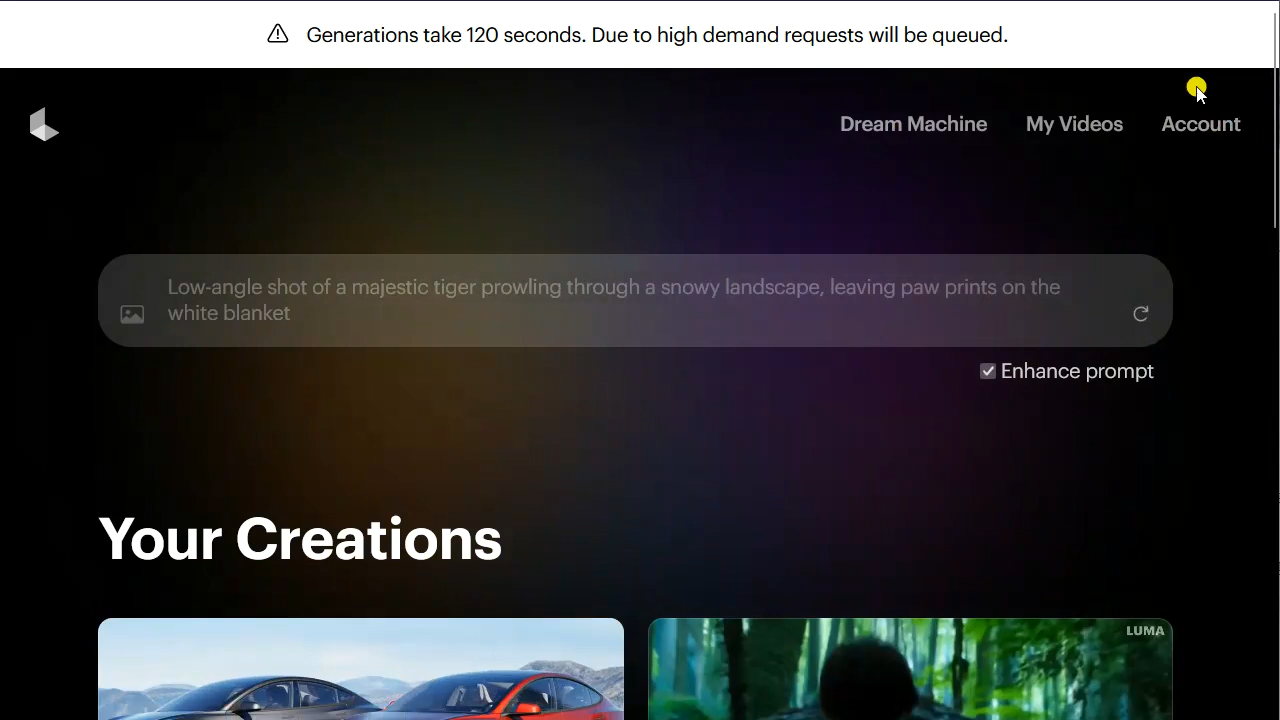 Generations take 120 seconds. Due to high demand requests will be queued.
Dream Machine My Videos Account
Low-angle shot of a majestic tiger prowling through a snowy landscape, leaving paw prints on the
white blanket
Enhance prompt
Your Creations
LUMA